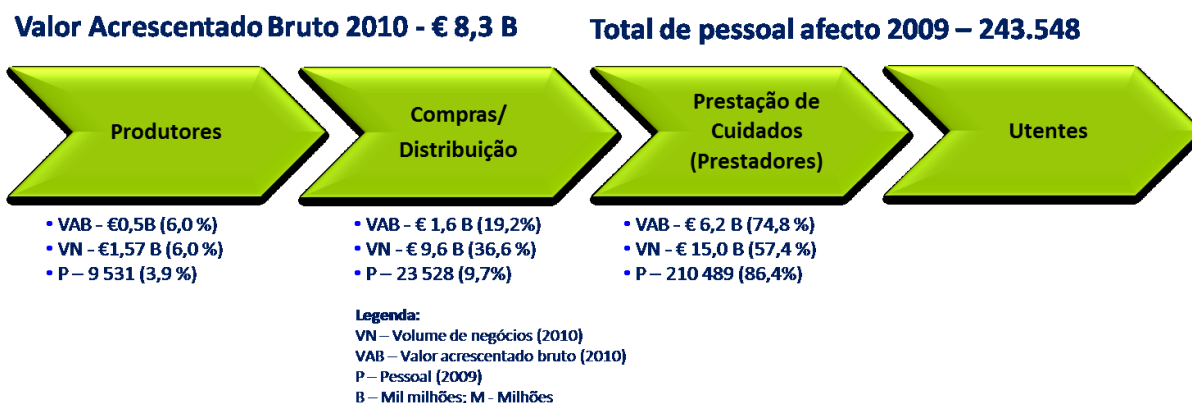 Valor Acrescentado Bruto 2010 - € 8,3 B
Total de pessoal afecto 2009 – 243.548
Produtores
Compras/
Distribuição
Prestação de
Cuidados
(Prestadores)
Utentes
• VAB - €0,5B (6,0 %)
• VN - €1,57 B (6,0 %)
• P – 9 531 (3,9 %)
• VAB - € 1,6 B (19,2%)
• VN - € 9,6 B (36,6 %)
• P – 23 528 (9,7%)
• VAB - € 6,2 B (74,8 %)
• VN - € 15,0 B (57,4 %)
• P – 210 489 (86,4%)
Legenda:
VN – Volume de negócios (2010)
VAB – Valor acrescentado bruto (2010)
P – Pessoal (2009)
B – Mil milhões; M - Milhões